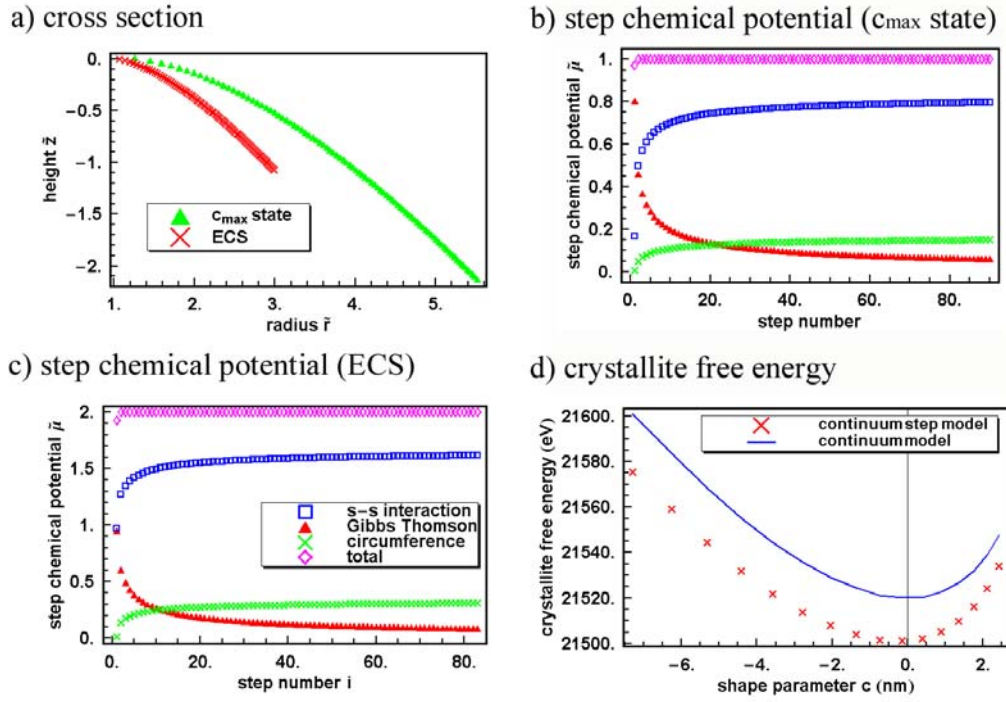 a) cross section
b) step chemical potential (cmax state)
0.
−0.5
−1.
−1.5
−2.
height z̃
cmax state
ECS
1. 2. 3. 4. 5.
radius r̃
1.
0.8
0.6
0.4
0.2
0.
step chemical potential μ̃
0. 20. 40. 60. 80.
step number
c) step chemical potential (ECS)
d) crystallite free energy
2.
1.5
1.
0.5
0.
step chemical potential μ̃
s−s interaction
Gibbs Thomson
circumference
total
0. 20. 40. 60. 80.
step number i
21600.
21580.
21560.
21540.
21520.
21500.
crystallite free energy (eV)
continuum step model
continuum model
−6. −4. −2. 0. 2.
shape parameter c (nm)